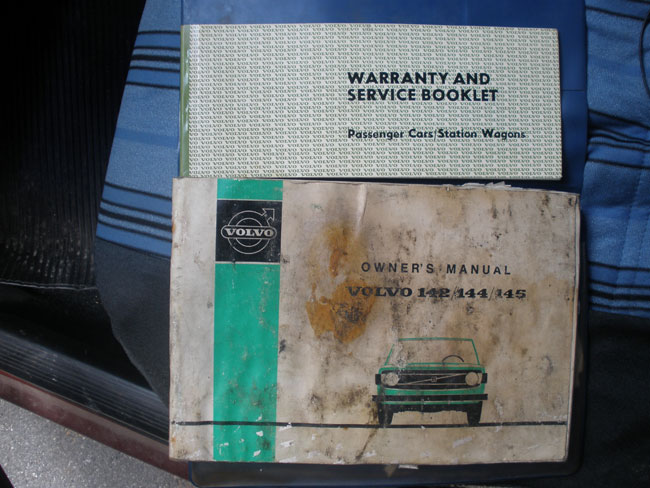 WARRANTY AND
SERVICE BOOKLET
Passenger Cars/Station Wagons
VOLVO
OWNER'S MANUAL
VOLVO 142/144/145